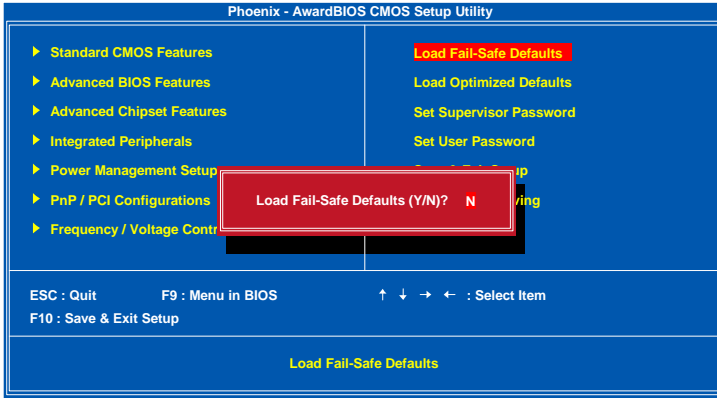 Phoenix - AwardBIOS CMOS Setup Utility
Standard CMOS Features
Advanced BIOS Features
Advanced Chipset Features
Integrated Peripherals
Power Management Setup
PnP / PCI Configurations
Frequency / Voltage Contr
Load Fail-Safe Defaults
Load Optimized Defaults
Set Supervisor Password
Set User Password
Load Fail-Safe Defaults (Y/N)? N
ESC : Quit F9 : Menu in BIOS ↑ ↓ → ← : Select Item
F10 : Save & Exit Setup
Load Fail-Safe Defaults